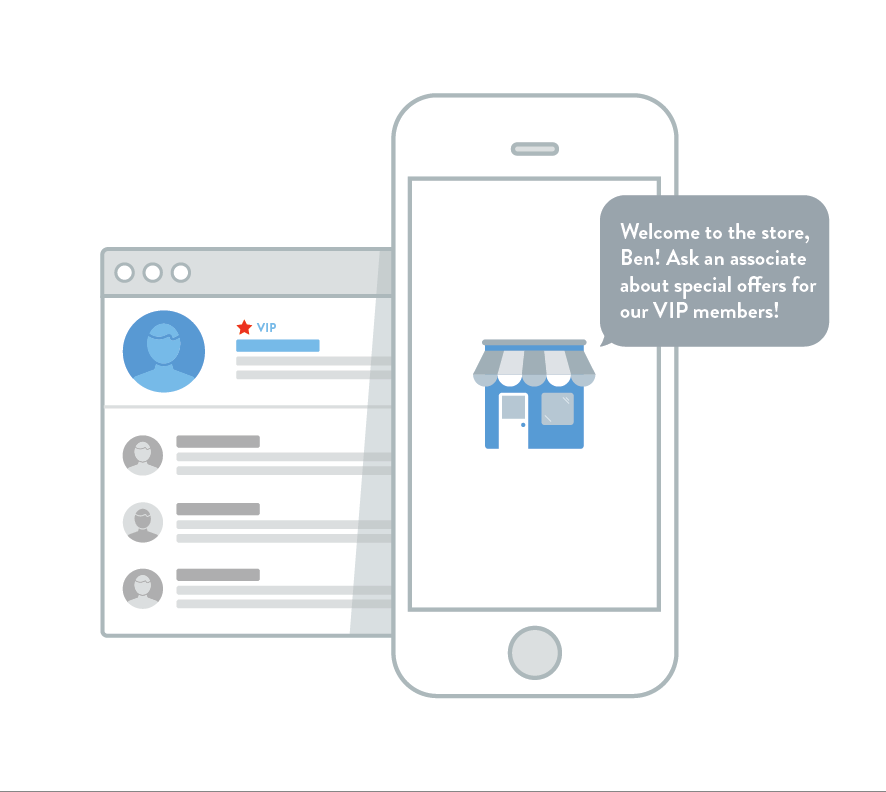 VIP
Welcome to the store,
Ben! Ask an associate
about special offers for
our VIP members!